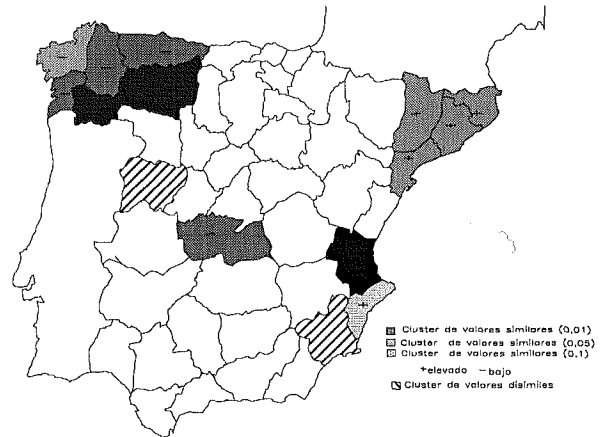 Cluster de valores similares (0,01)
Cluster de valores similares (0,05)
Cluster de valores similares (0,1)
+elevado −bajo
Cluster de valores disímiles